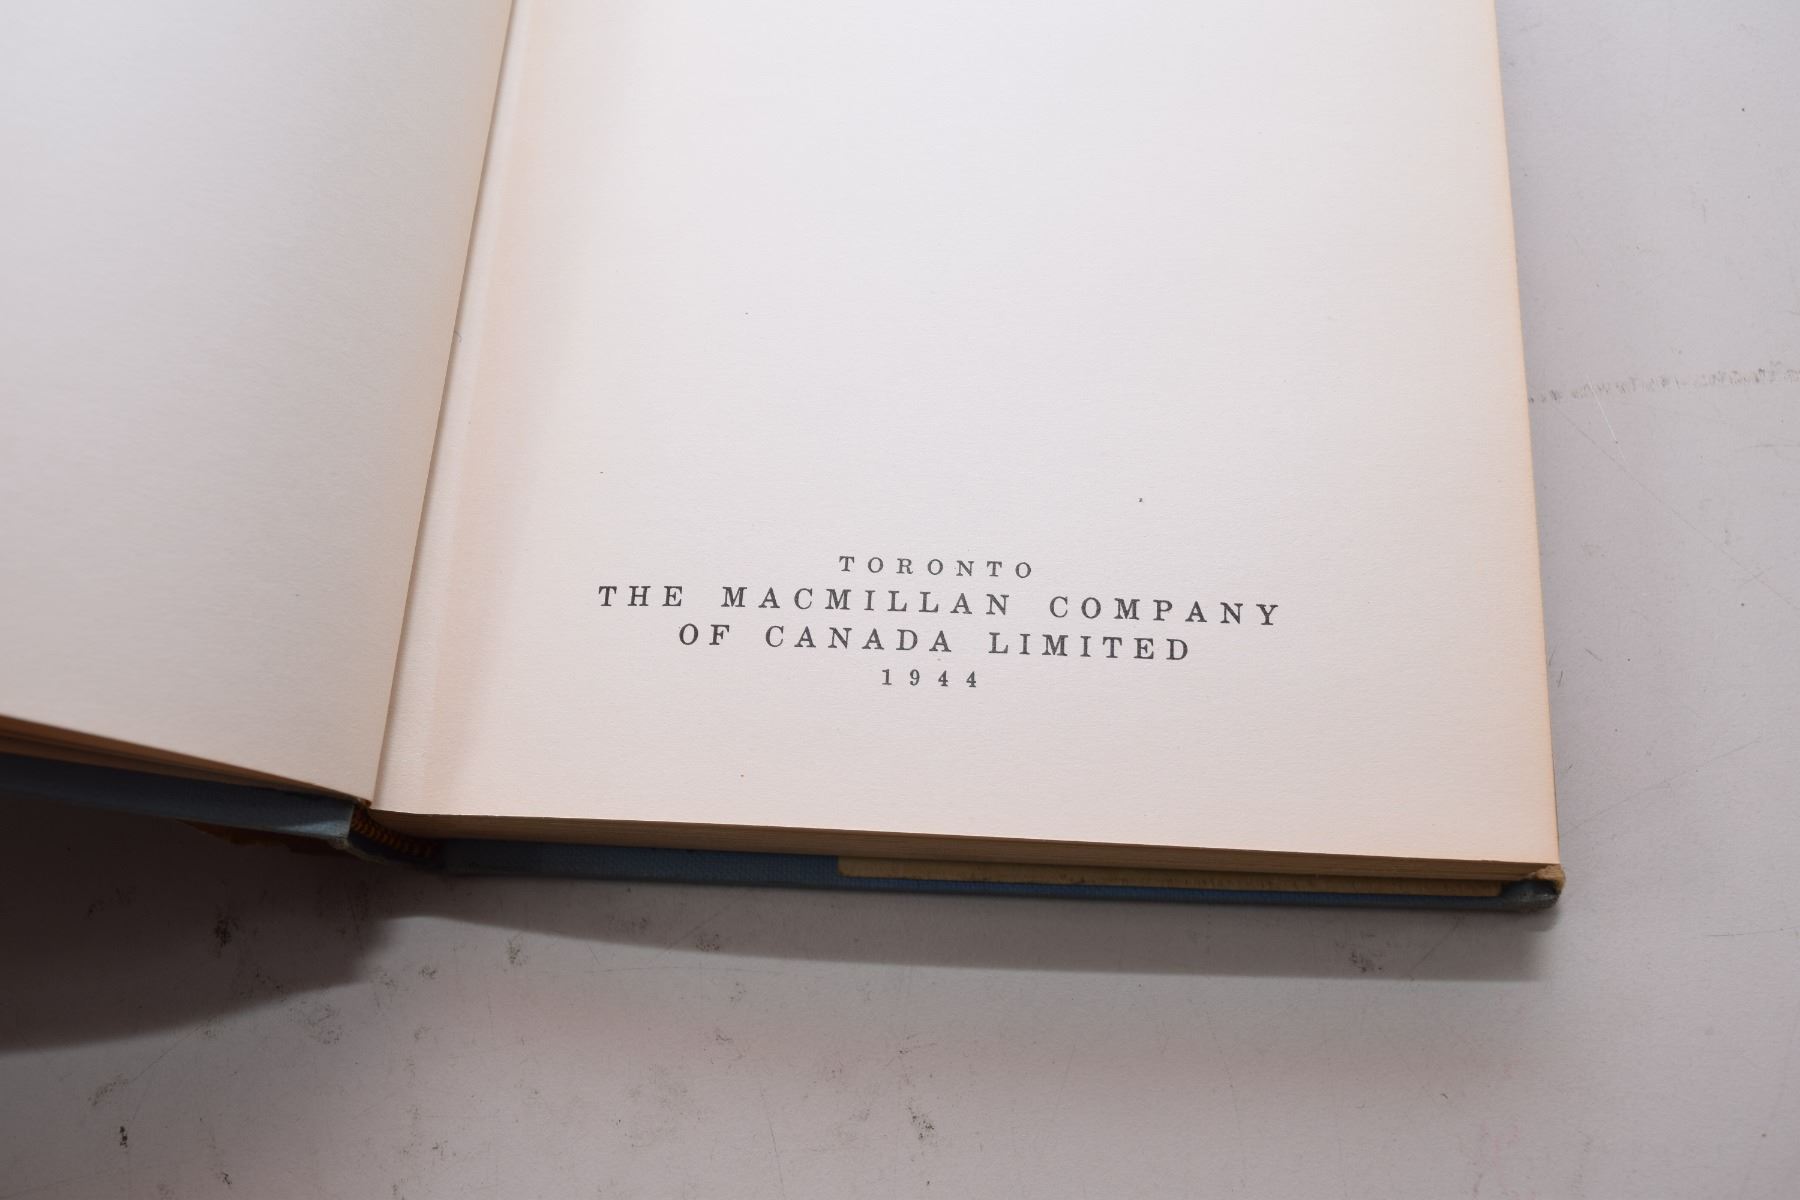 TORONTO
THE MACMILLAN COMPANY
OF CANADA LIMITED
1944